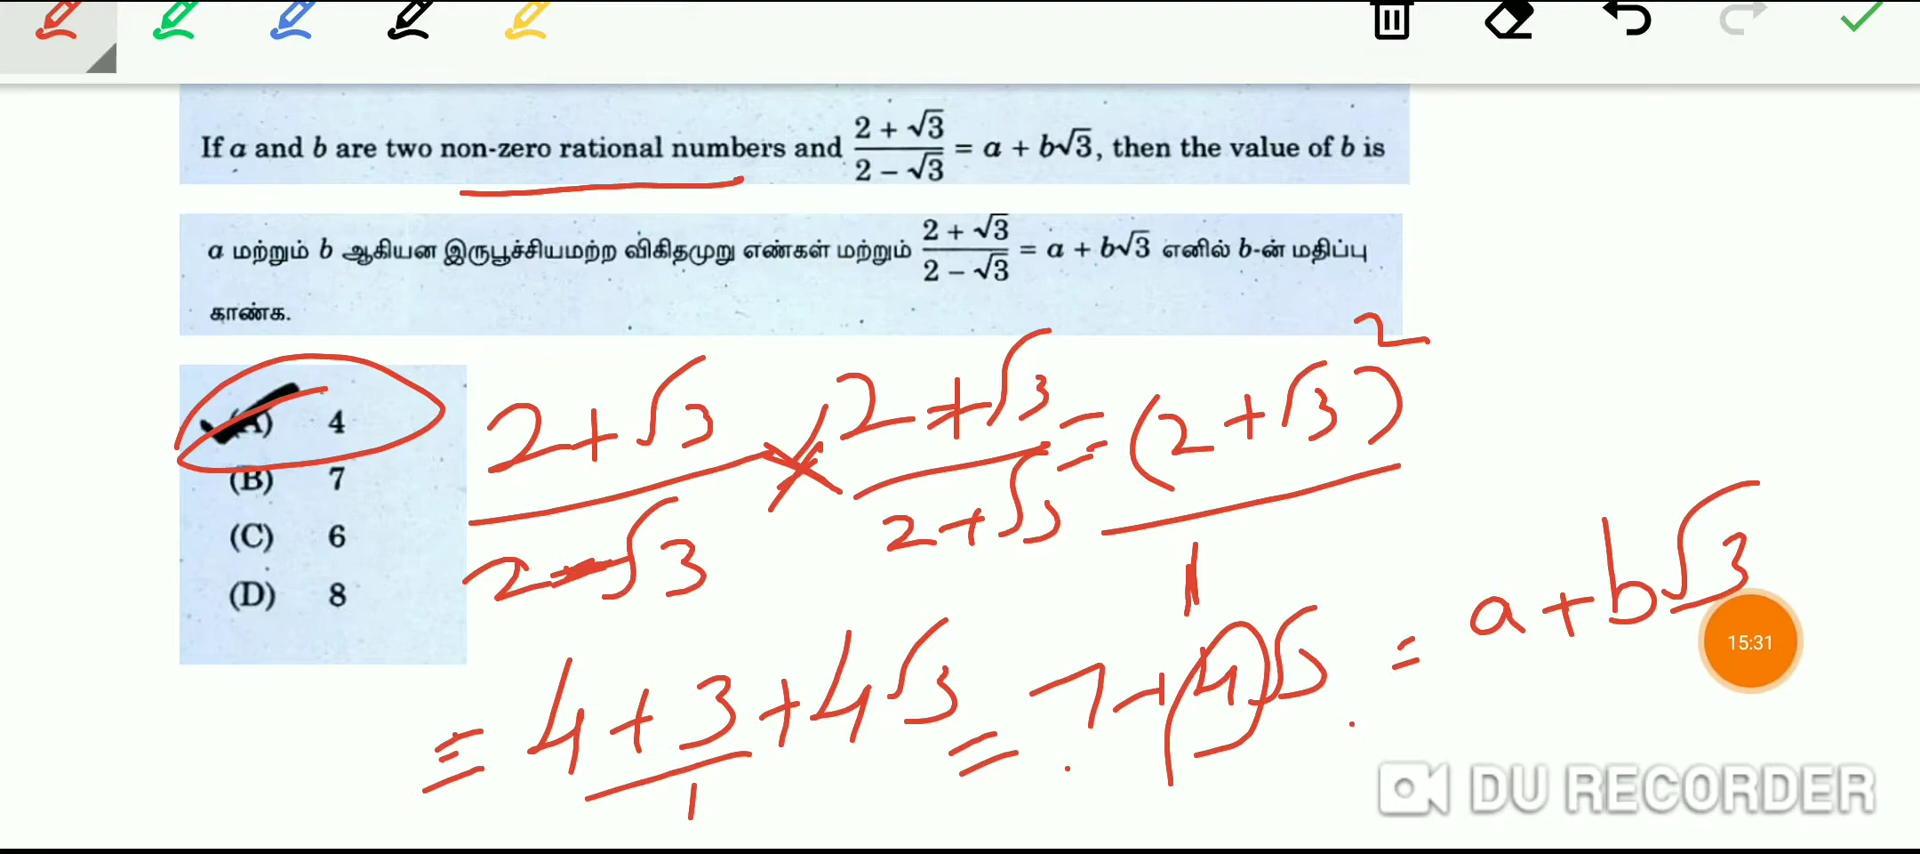 If a and b are two non-zero rational numbers and (2 + √3)/(2 − √3) = a + b√3, then the value of b is
a மற்றும் b ஆகியன இருபூச்சியமற்ற விகிதமுறு எண்கள் மற்றும் (2 + √3)/(2 − √3) = a + b√3 எனில் b-ன் மதிப்பு
காண்க.
(A) 4
(B) 7
(C) 6
(D) 8
(2+√3)/(2-√3) × (2+√3)/(2+√3) = (2+√3)²/1
= (4+3)/1 + 4√3 = 7+4√3 = a+b√3
15:31
DU RECORDER